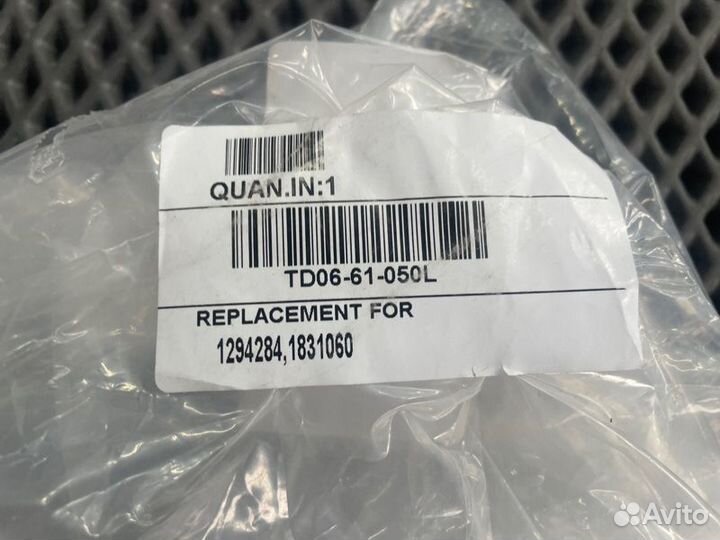 QUAN.IN:1
TD06-61-050L
REPLACEMENT FOR
1294284,1831060
Avito